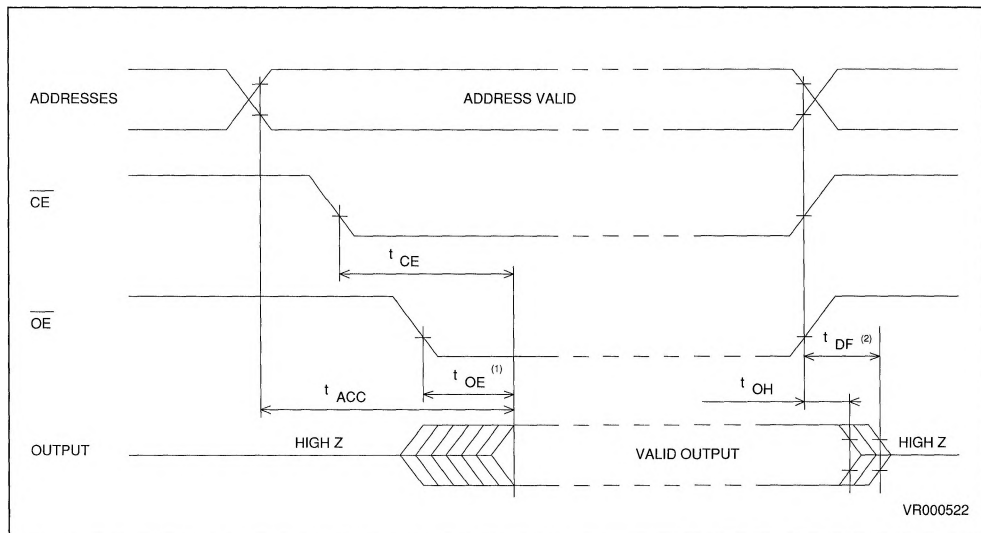 ADDRESSES
ADDRESS VALID
CE
t CE
OE
t DF (2)
t OE (1)
t OH
t ACC
OUTPUT
HIGH Z
VALID OUTPUT
HIGH Z
VR000522